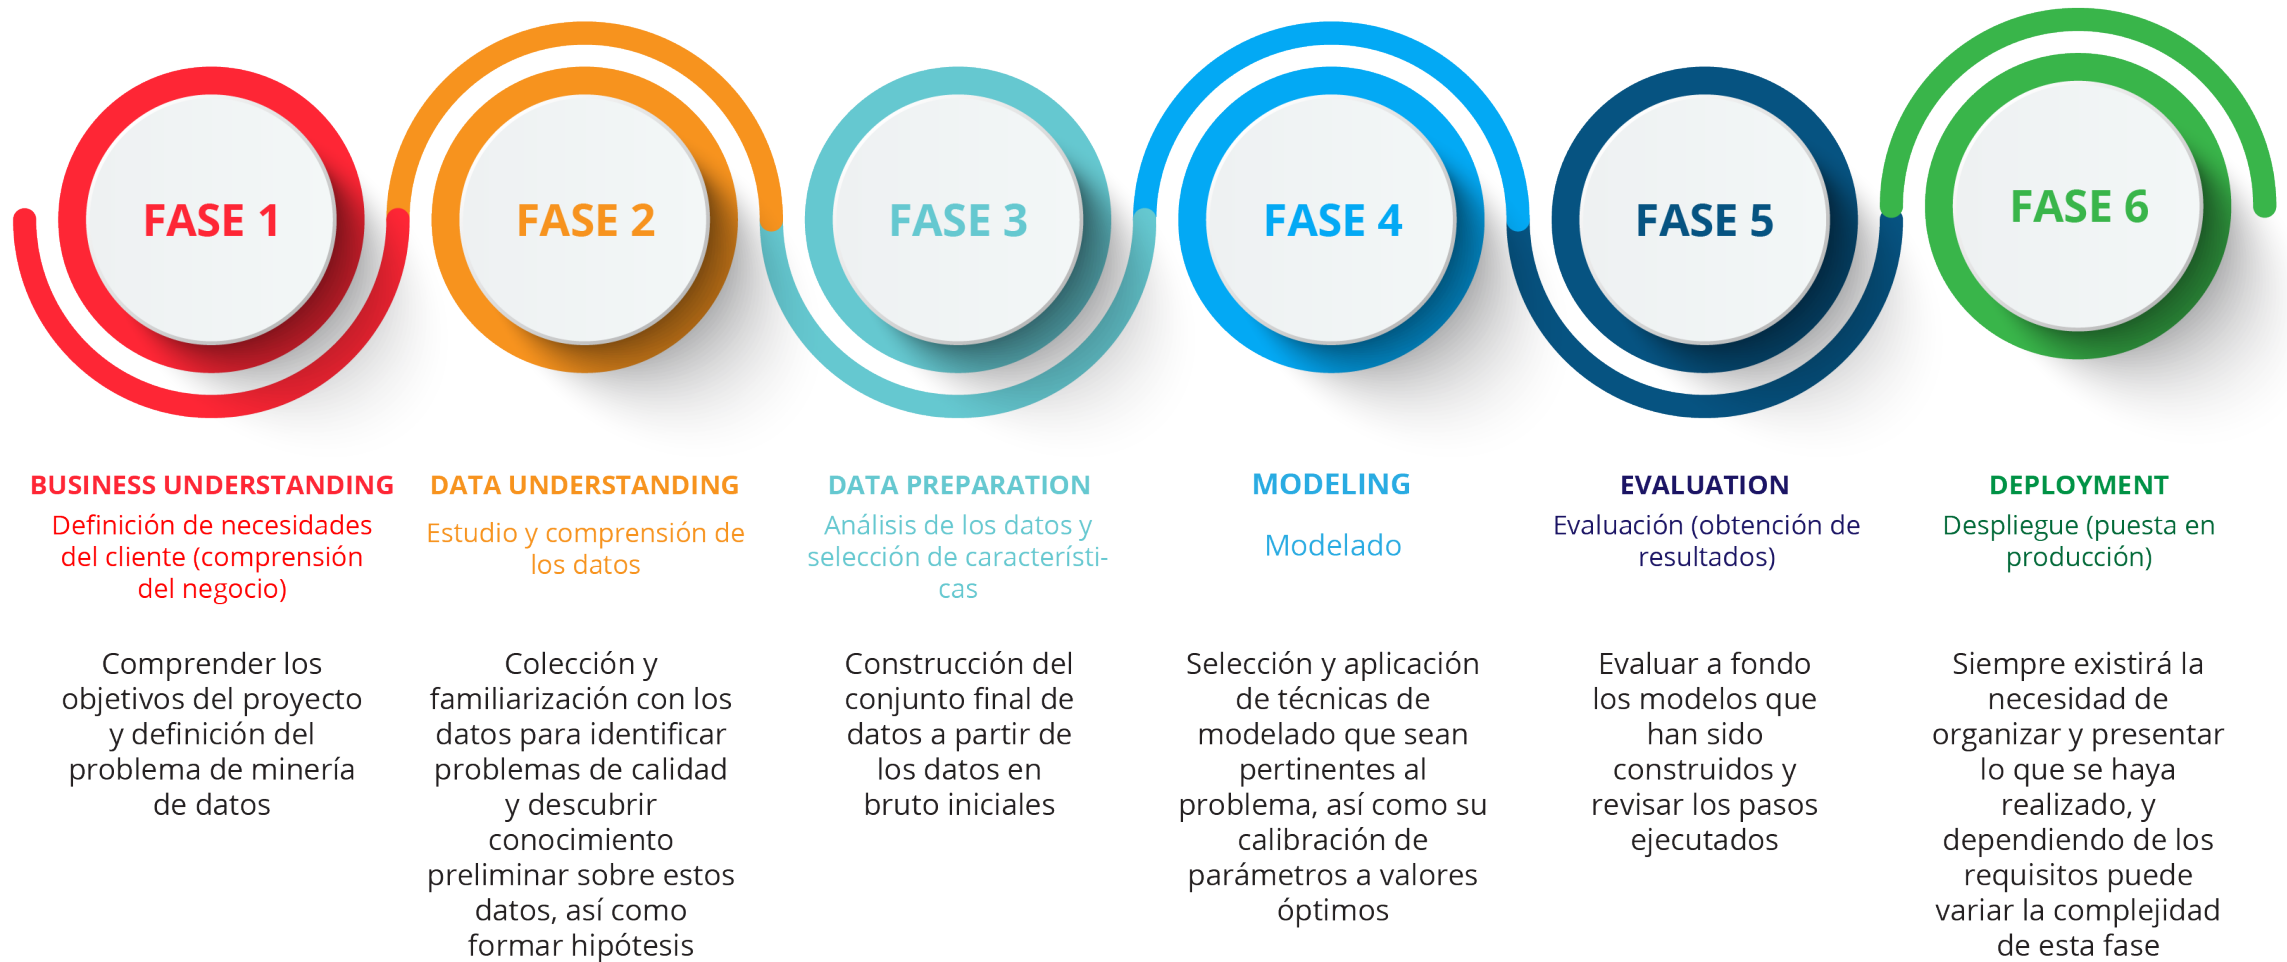 FASE 1
FASE 2
FASE 3
FASE 4
FASE 5
FASE 6
BUSINESS UNDERSTANDING
Definición de necesidades
del cliente (comprensión
del negocio)
Comprender los
objetivos del proyecto
y definición del
problema de minería
de datos
DATA UNDERSTANDING
Estudio y comprensión de
los datos
Colección y
familiarización con los
datos para identificar
problemas de calidad
y descubrir
conocimiento
preliminar sobre estos
datos, así como
formar hipótesis
DATA PREPARATION
Análisis de los datos y
selección de característi-
cas
Construcción del
conjunto final de
datos a partir de
los datos en
bruto iniciales
MODELING
Modelado
Selección y aplicación
de técnicas de
modelado que sean
pertinentes al
problema, así como su
calibración de
parámetros a valores
óptimos
EVALUATION
Evaluación (obtención de
resultados)
Evaluar a fondo
los modelos que
han sido
construidos y
revisar los pasos
ejecutados
DEPLOYMENT
Despliegue (puesta en
producción)
Siempre existirá la
necesidad de
organizar y presentar
lo que se haya
realizado, y
dependiendo de los
requisitos puede
variar la complejidad
de esta fase